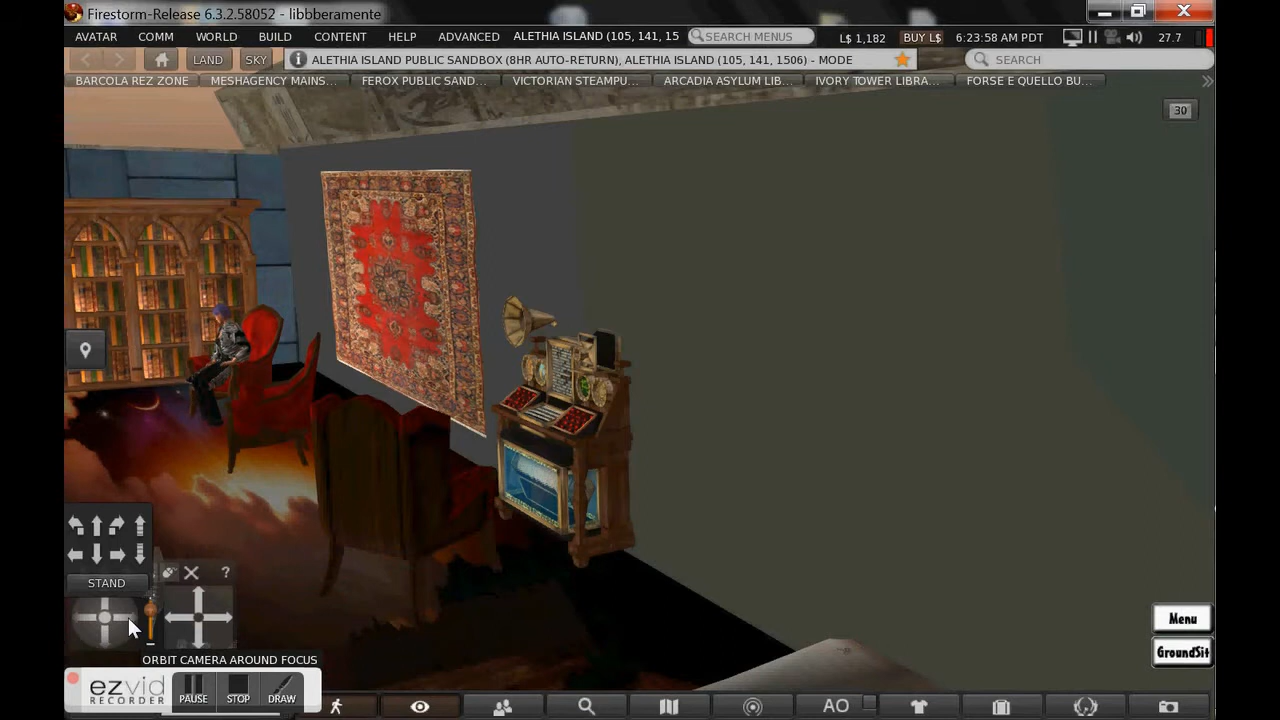 Firestorm-Release 6.3.2.58052 - libbberamente
AVATAR COMM WORLD BUILD CONTENT HELP ADVANCED ALETHIA ISLAND (105, 141, 15 SEARCH MENUS L$ 1,182 BUY L$ 6:23:58 AM PDT 27.7
LAND SKY ALETHIA ISLAND PUBLIC SANDBOX (8HR AUTO-RETURN), ALETHIA ISLAND (105, 141, 1506) - MODE SEARCH
BARCOLA REZ ZONE MESHAGENCY MAINS... FEROX PUBLIC SAND... VICTORIAN STEAMPU... ARCADIA ASYLUM LIB... IVORY TOWER LIBRA... FORSE E QUELLO BU...
30
?
STAND
Menu
GroundSit
ORBIT CAMERA AROUND FOCUS
ezvid
RECORDER
PAUSE STOP DRAW
AO